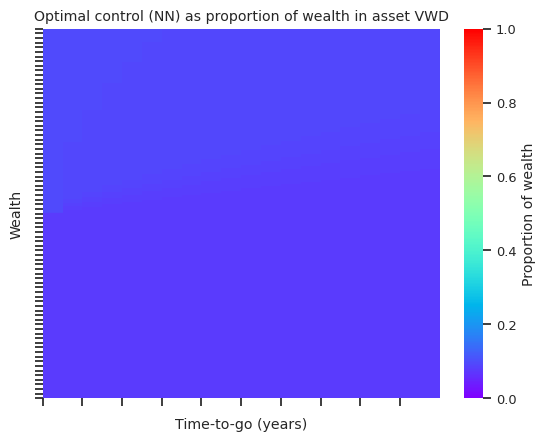 Optimal control (NN) as proportion of wealth in asset VWD
Wealth
Time-to-go (years)
1.0
0.8
0.6
0.4
0.2
0.0
Proportion of wealth